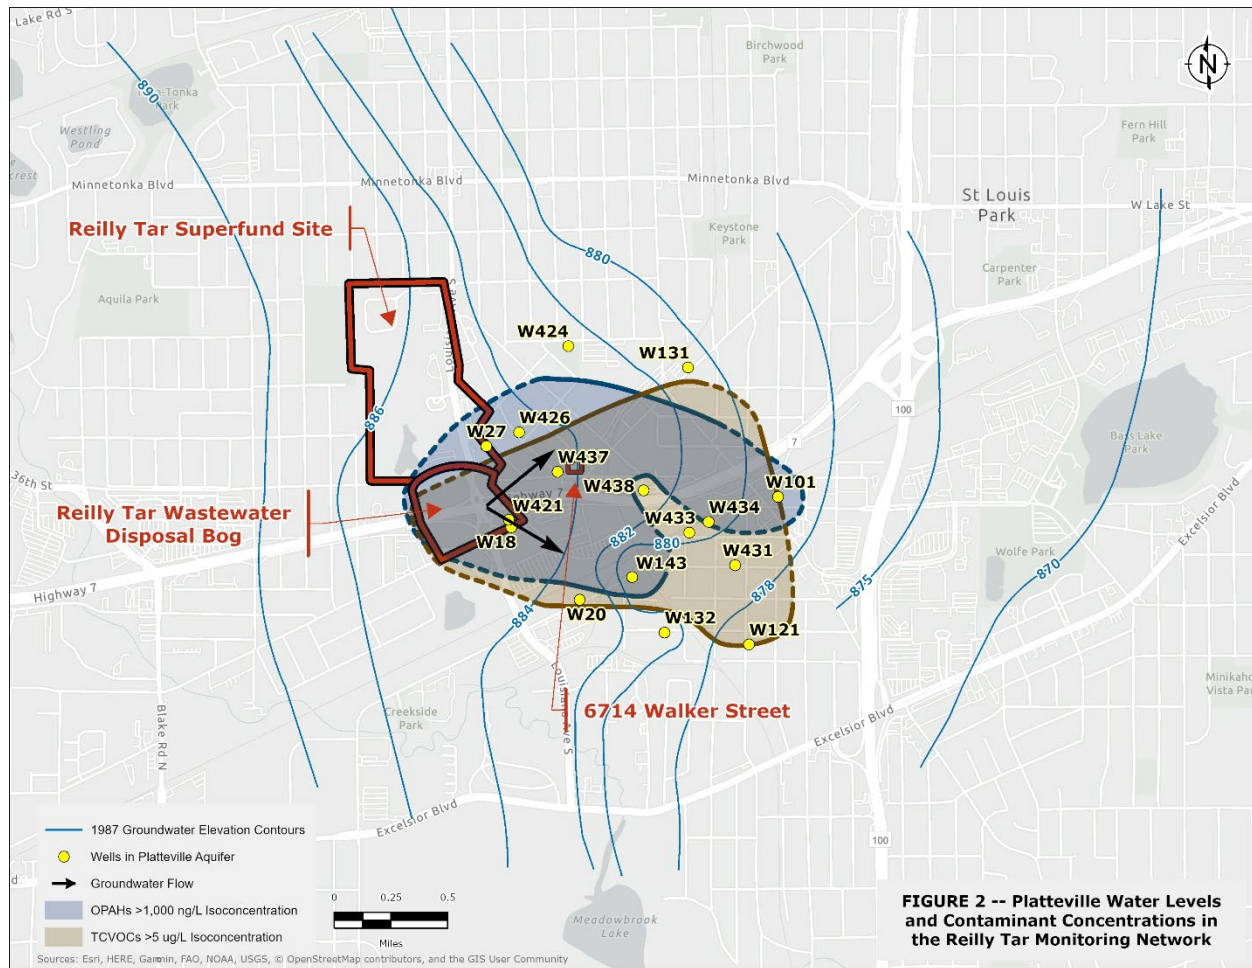 Lake Rd S
890
Tonka
Park
Westling
Pond
crest
Birchwood
Park
N
Fern Hill
Park
Minnetonka Blvd
Minnetonka Blvd
Minnetonka Blvd
St Louis
Park
W Lake St
Reilly Tar Superfund Site
Keystone
Park
880
Carpenter
Park
Aquila Park
W424
W131
100
886
W27
W426
7
Bass Lake
Park
36th St
W437
Highway 7
W438
W101
Reilly Tar Wastewater
Disposal Bog
W421
W434
W433
W18
882
880
W431
Wolfe Park
Excelsior Blvd
W143
870
Highway 7
878
875
884
W20
W132
W121
Louisiana Ave S
Minikahda
Vista Park
6714 Walker Street
Creekside
Park
Blake Rd N
Excelsior Blvd
Excelsior Blvd
100
1987 Groundwater Elevation Contours
Wells in Platteville Aquifer
Groundwater Flow
OPAHs >1,000 ng/L Isoconcentration
TCVOCs >5 ug/L Isoconcentration
0 0.25 0.5
Miles
Meadowbrook
Lake
FIGURE 2 -- Platteville Water Levels
and Contaminant Concentrations in
the Reilly Tar Monitoring Network
Sources: Esri, HERE, Garmin, FAO, NOAA, USGS, © OpenStreetMap contributors, and the GIS User Community